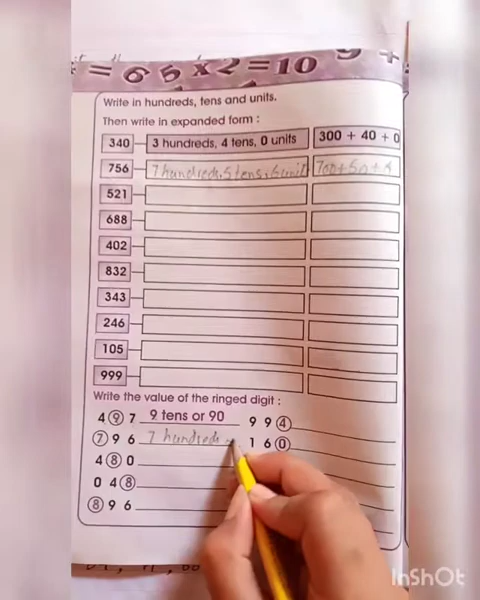 = 6 5 x 2 = 10 9 +
Write in hundreds, tens and units.
Then write in expanded form :
340 3 hundreds, 4 tens, 0 units 300 + 40 + 0
756 7 hundreds, 5 tens, 6 unit 700+50+6
521
688
402
832
343
246
105
999
Write the value of the ringed digit :
4 9 7 9 tens or 90 9 9 4
7 9 6 7 hundreds 1 6 0
4 8 0
0 4 8
8 9 6
InShOt